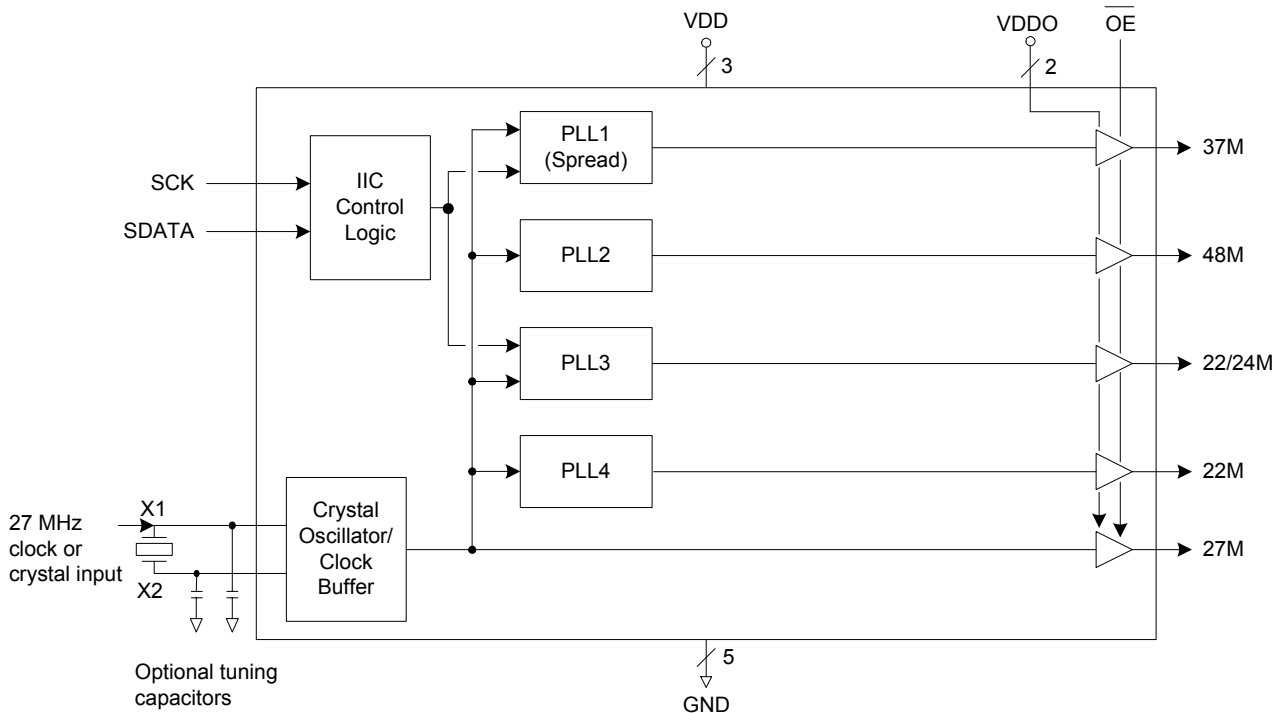 VDD
VDDO
OE
3
2
PLL1
(Spread)
37M
SCK
SDATA
IIC
Control
Logic
PLL2
48M
PLL3
22/24M
PLL4
22M
27 MHz
clock or
crystal input
X1
X2
Crystal
Oscillator/
Clock
Buffer
27M
Optional tuning
capacitors
5
GND